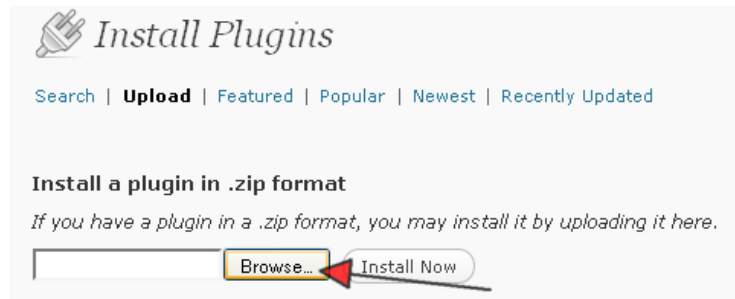 Install Plugins
Search | Upload | Featured | Popular | Newest | Recently Updated
Install a plugin in .zip format
If you have a plugin in a .zip format, you may install it by uploading it here.
Browse... Install Now